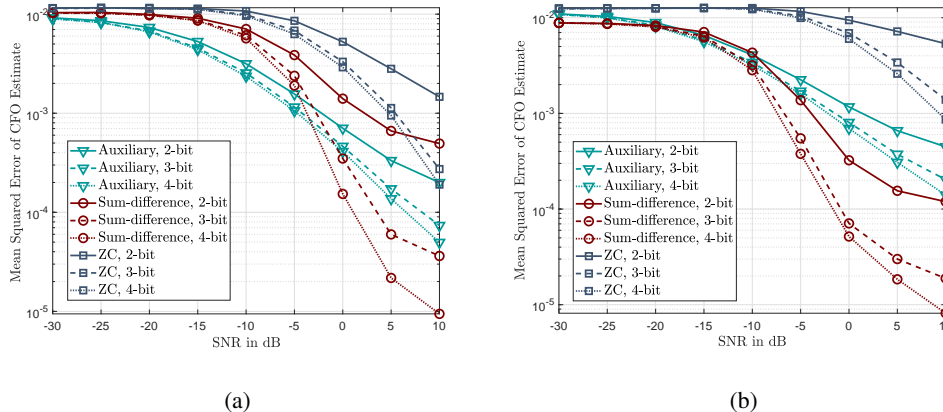 Mean Squared Error of CFO Estimate
10-2
10-3
10-4
10-5
Auxiliary, 2-bit
Auxiliary, 3-bit
Auxiliary, 4-bit
Sum-difference, 2-bit
Sum-difference, 3-bit
Sum-difference, 4-bit
ZC, 2-bit
ZC, 3-bit
ZC, 4-bit
-30 -25 -20 -15 -10 -5 0 5 10
SNR in dB
(a)
Mean Squared Error of CFO Estimate
10-2
10-3
10-4
10-5
Auxiliary, 2-bit
Auxiliary, 3-bit
Auxiliary, 4-bit
Sum-difference, 2-bit
Sum-difference, 3-bit
Sum-difference, 4-bit
ZC, 2-bit
ZC, 3-bit
ZC, 4-bit
-30 -25 -20 -15 -10 -5 0 5 10
SNR in dB
(b)